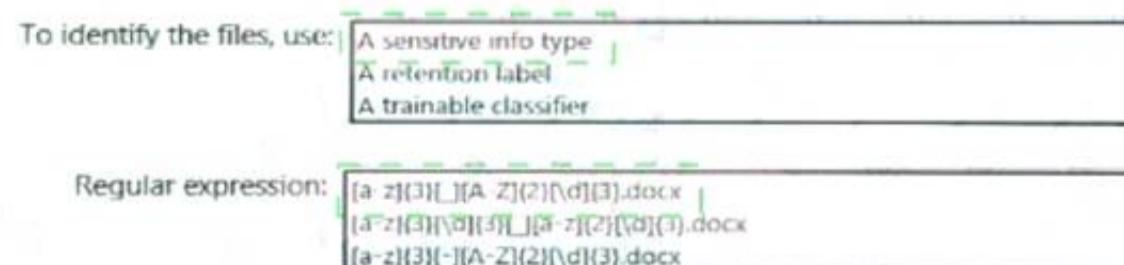 To identify the files, use:
A sensitive info type
A retention label
A trainable classifier
Regular expression:
[a-z]{3}[_][A-Z]{2}[\d]{3}.docx
[a-z]{3}[\d]{3}[_][a-z]{2}[\d]{3}.docx
[a-z]{3}[-][A-Z]{2}[\d]{3}.docx